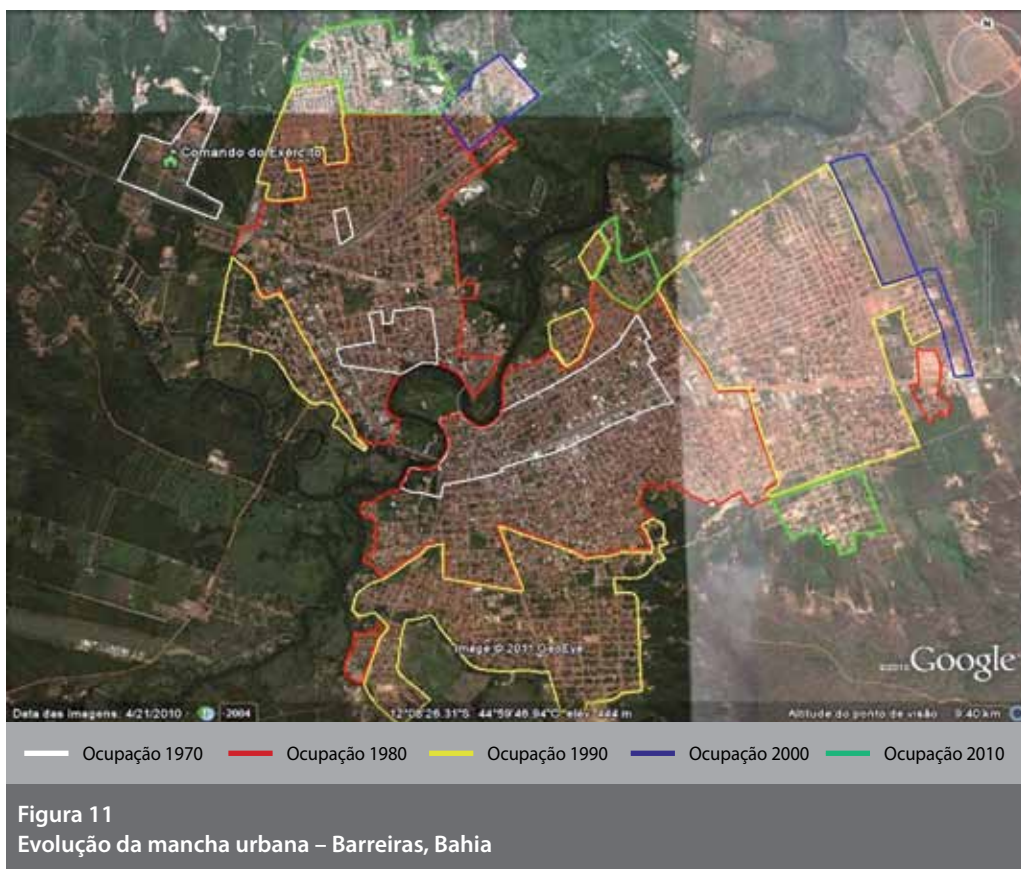 N
Comando do Exército
Image © 2011 GeoEye
©2010 Google
Data das Imagens: 4/21/2010 2004 12°08'26.31"S 44°59'46.94"O elev 444 m Altitude do ponto de visão 9.40 km
Ocupação 1970 Ocupação 1980 Ocupação 1990 Ocupação 2000 Ocupação 2010
Figura 11
Evolução da mancha urbana – Barreiras, Bahia